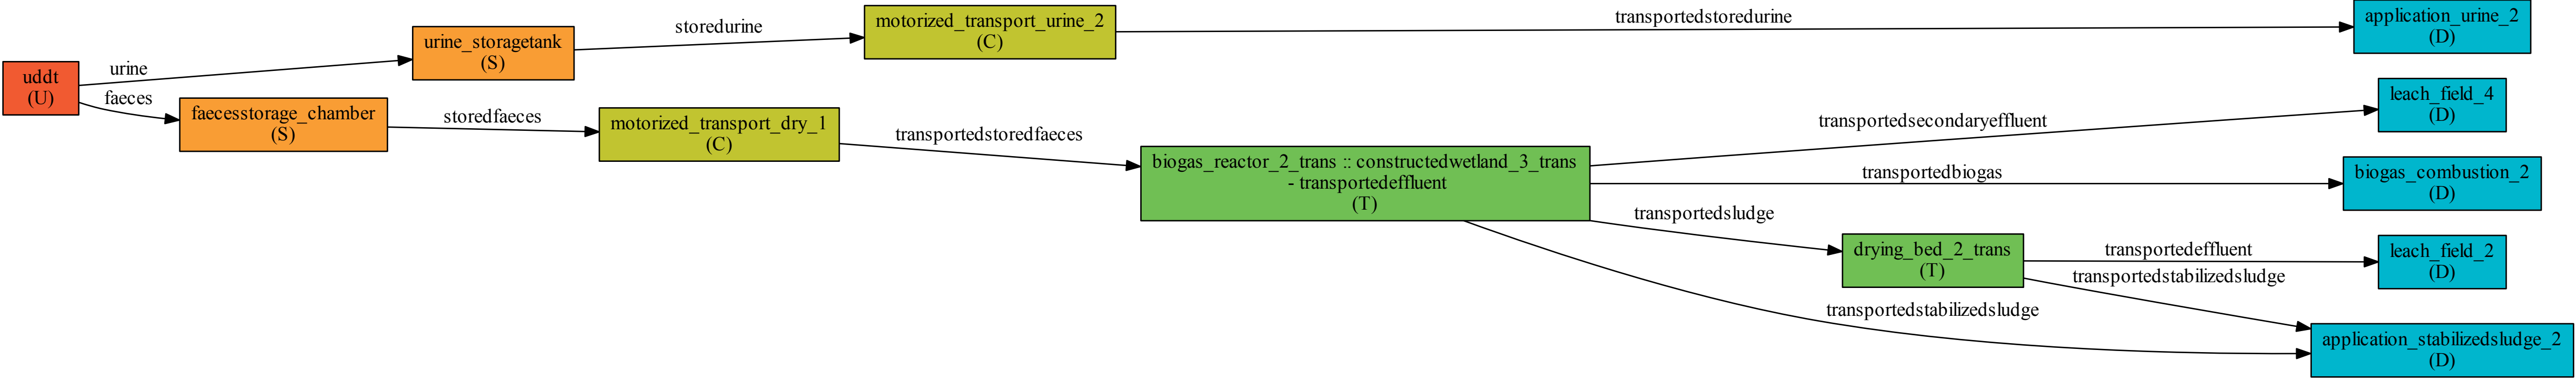 uddt
(U)
urine
faeces
urine_storagetank
(S)
faecesstorage_chamber
(S)
storedurine
storedfaeces
motorized_transport_urine_2
(C)
motorized_transport_dry_1
(C)
transportedstoredurine
transportedstoredfaeces
biogas_reactor_2_trans :: constructedwetland_3_trans
- transportedeffluent
(T)
transportedsecondaryeffluent
transportedbiogas
transportedsludge
transportedstabilizedsludge
drying_bed_2_trans
(T)
transportedeffluent
transportedstabilizedsludge
application_urine_2
(D)
leach_field_4
(D)
biogas_combustion_2
(D)
leach_field_2
(D)
application_stabilizedsludge_2
(D)